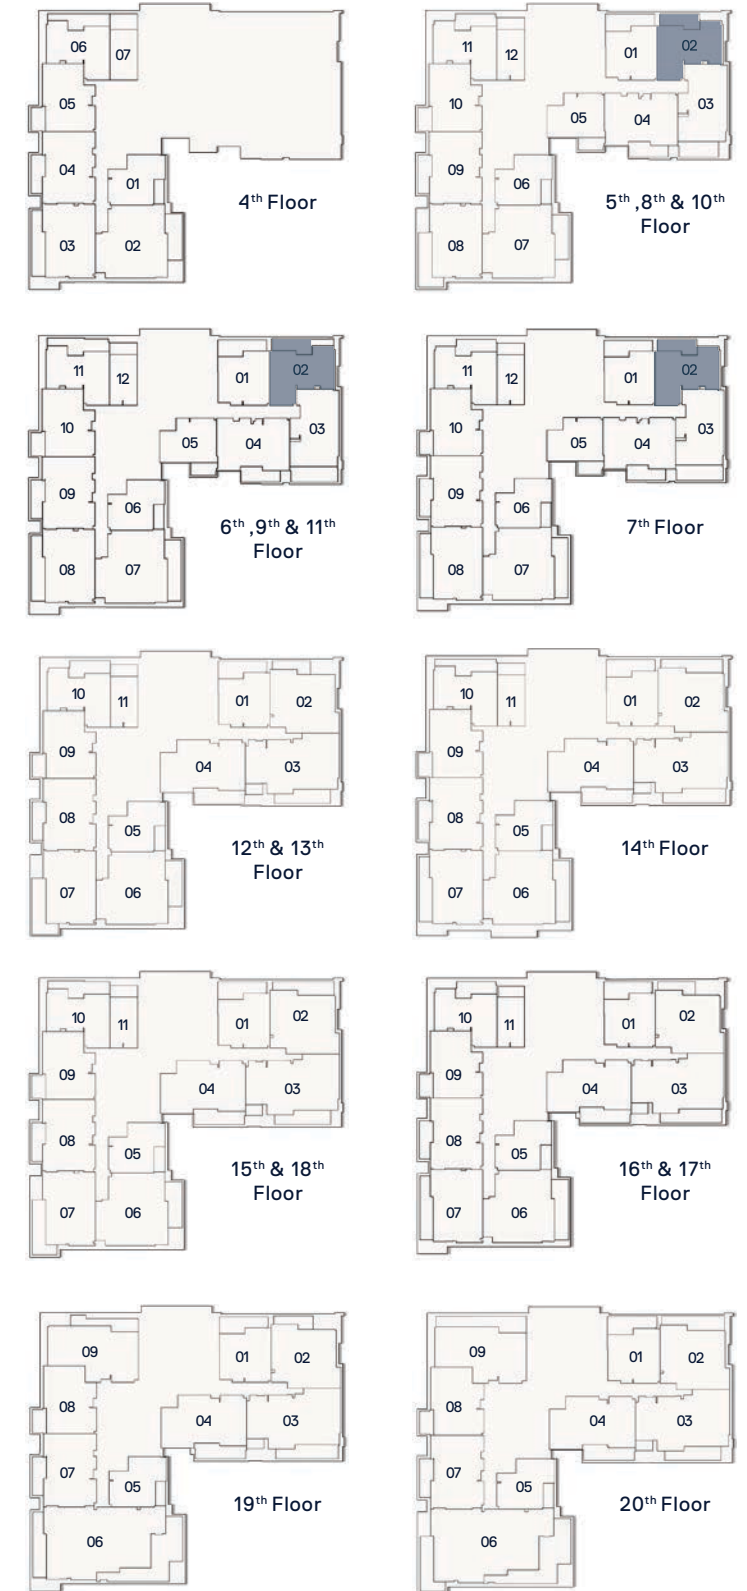 06 07
05
04
01
03 02
4th Floor
11 12 01 02
10 05 04 03
09
06
08 07
5th ,8th & 10th
Floor
11 12 01 02
10 05 04 03
09
06
08 07
6th ,9th & 11th
Floor
11 12 01 02
10 05 04 03
09
06
08 07
7th Floor
10 11 01 02
09 04 03
08
05
07 06
12th & 13th
Floor
10 11 01 02
09 04 03
08
05
07 06
14th Floor
10 11 01 02
09 04 03
08
05
07 06
15th & 18th
Floor
10 11 01 02
09 04 03
08
05
07 06
16th & 17th
Floor
09 01 02
08 04 03
07
05
06
19th Floor
09 01 02
08 04 03
07
05
06
20th Floor